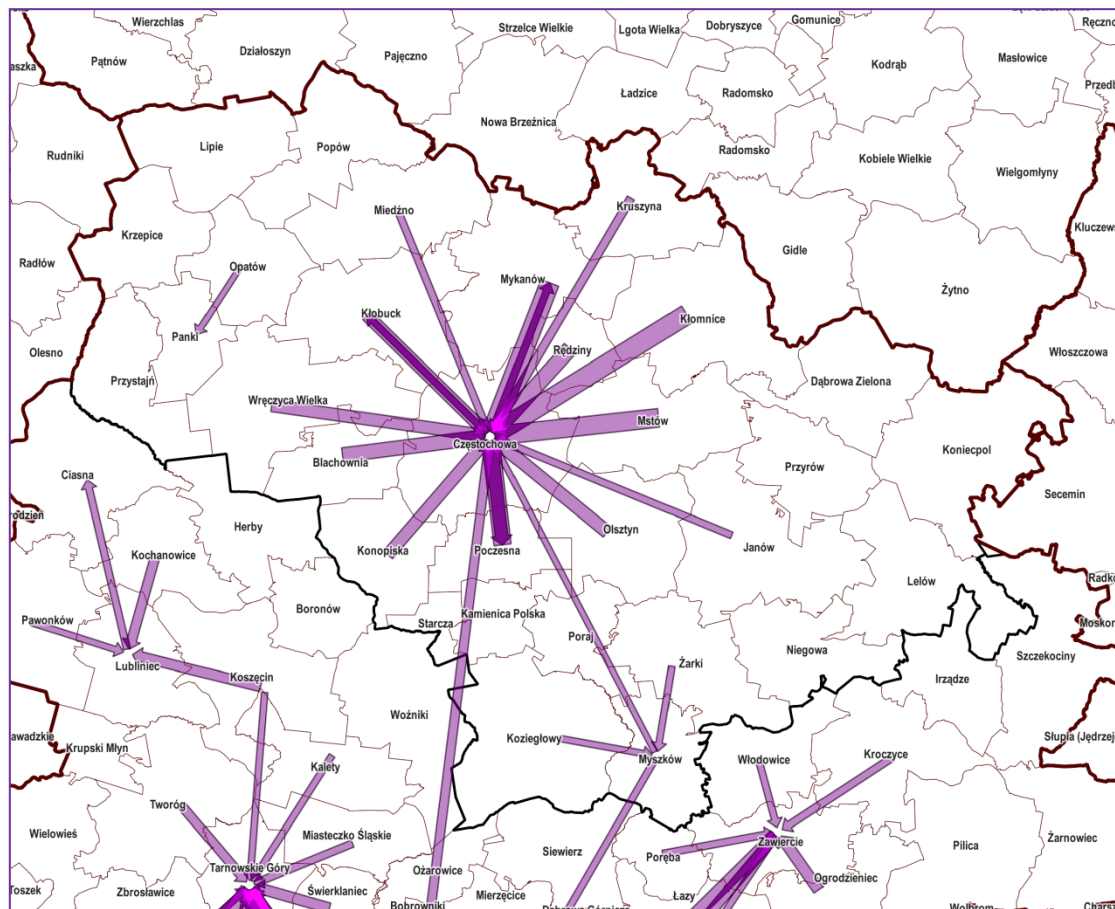 Wierzchlas
Działoszyn
Pajęczno
Strzelce Wielkie
Lgota Wielka
Dobryszyce
Gomunice
Ręczno
Pątnów
Kodrąb
Masłowice
Ładzice
Radomsko
Nowa Brzeźnica
Rudniki
Lipie
Popów
Radomsko
Kobiele Wielkie
Wielgomłyny
Miedźno
Kruszyna
Krzepice
Gidle
Radłów
Opatów
Mykanów
Żytno
Kłobuck
Kłomnice
Panki
Olesno
Rędziny
Włoszczowa
Przystajń
Dąbrowa Zielona
Wręczyca Wielka
Mstów
Częstochowa
Koniecpol
Blachownia
Przyrów
Ciasna
Secemin
Herby
Olsztyn
Kochanowice
Konopiska
Poczesna
Janów
Lelów
Boronów
Kamienica Polska
Pawonków
Starcza
Poraj
Lubliniec
Niegowa
Szczekociny
Koszęcin
Żarki
Irządze
Woźniki
Koziegłowy
Krupski Młyn
Myszków
Włodowice
Kroczyce
Kalety
Tworóg
Wielowieś
Miasteczko Śląskie
Żarnowiec
Siewierz
Poręba
Zawiercie
Pilica
Tarnowskie Góry
Ożarowice
Ogrodzieniec
Toszek
Zbrosławice
Świerklaniec
Mierzęcice
Łazy
Bobrowniki